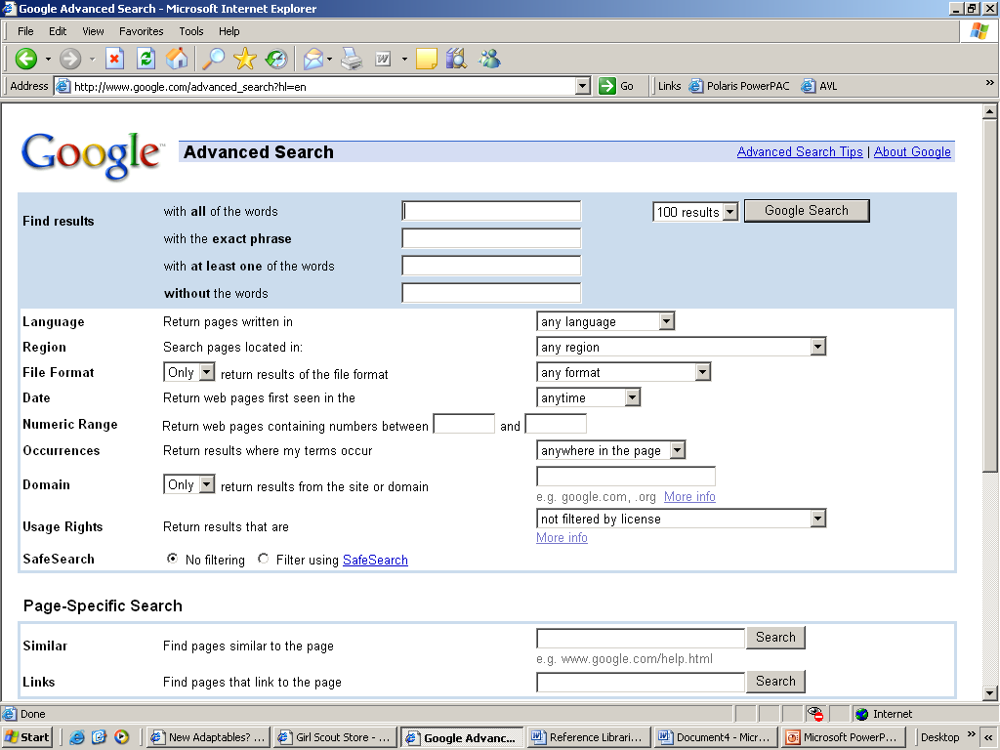 Google Advanced Search - Microsoft Internet Explorer
File Edit View Favorites Tools Help
Address http://www.google.com/advanced_search?hl=en Go Links Polaris PowerPAC AVL »
Google™ Advanced Search Advanced Search Tips | About Google
Find results with all of the words 100 results Google Search
with the exact phrase
with at least one of the words
without the words
Language Return pages written in any language
Region Search pages located in: any region
File Format Only return results of the file format any format
Date Return web pages first seen in the anytime
Numeric Range Return web pages containing numbers between and
Occurrences Return results where my terms occur anywhere in the page
Domain Only return results from the site or domain
e.g. google.com, .org More info
Usage Rights Return results that are not filtered by license
More info
SafeSearch No filtering Filter using SafeSearch
Page-Specific Search
Similar Find pages similar to the page Search
e.g. www.google.com/help.html
Links Find pages that link to the page Search
Done Internet
Start New Adaptables? ... Girl Scout Store - ... Google Advanc... Reference Librari... Document4 - Micr... Microsoft PowerP... Desktop » «